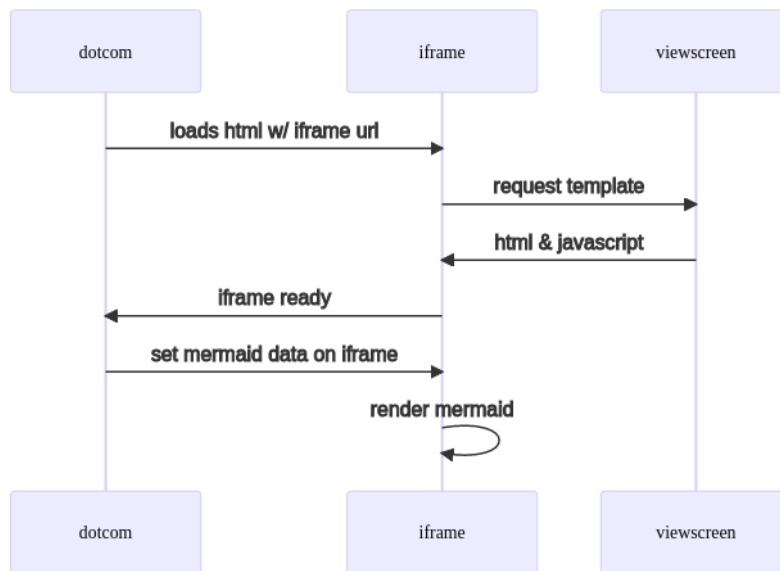 dotcom
iframe
viewscreen
loads html w/ iframe url
request template
html & javascript
iframe ready
set mermaid data on iframe
render mermaid
dotcom
iframe
viewscreen